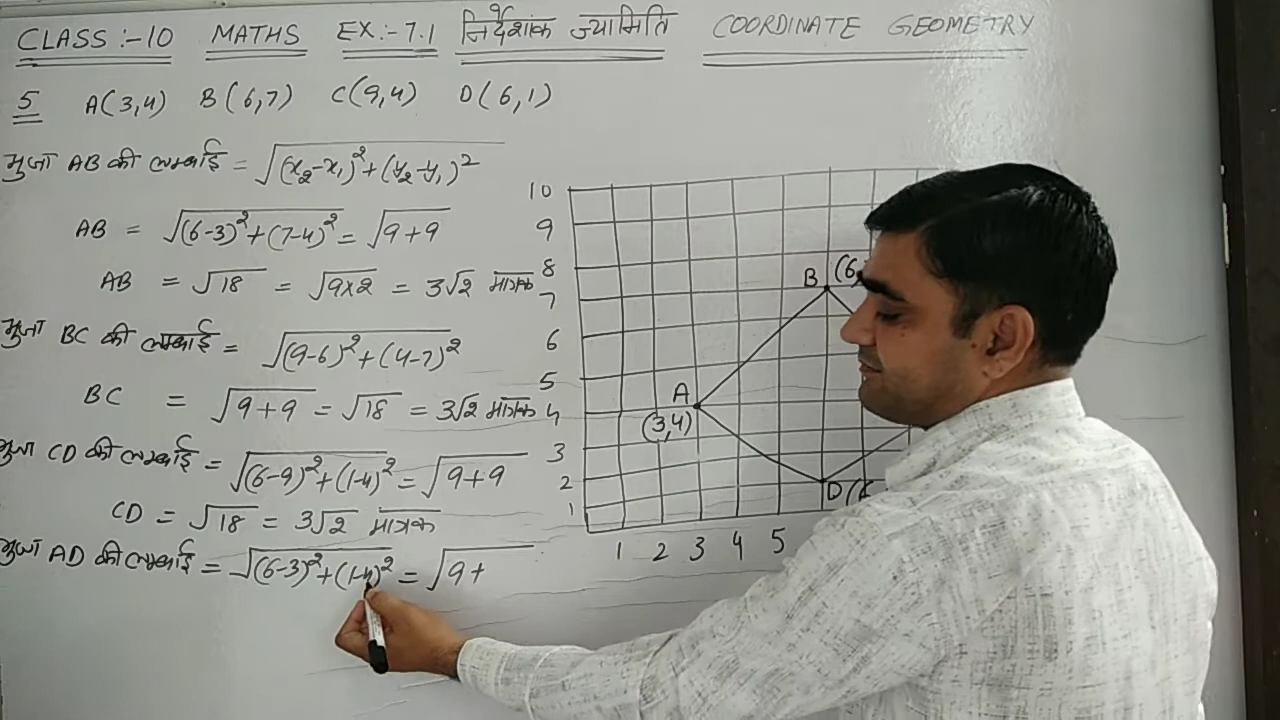 CLASS :- 10 MATHS EX:- 7.1 निर्देशांक ज्यामिति COORDINATE GEOMETRY
5 A(3,4) B(6,7) C(9,4) D(6,1)
भुजा AB की लम्बाई = √(x₂-x₁)²+(y₂-y₁)²
AB = √(6-3)²+(7-4)² = √9+9
AB = √18 = √9×2 = 3√2 मात्रक
भुजा BC की लम्बाई = √(9-6)²+(4-7)²
BC = √9+9 = √18 = 3√2 मात्रक
भुजा CD की लम्बाई = √(6-9)²+(1-4)² = √9+9
CD = √18 = 3√2 मात्रक
भुजा AD की लम्बाई = √(6-3)²+(1-4)² = √9+
10
9
8
7
6
5
4
3
2
1
B (6,
A
(3,4)
D(
1 2 3 4 5